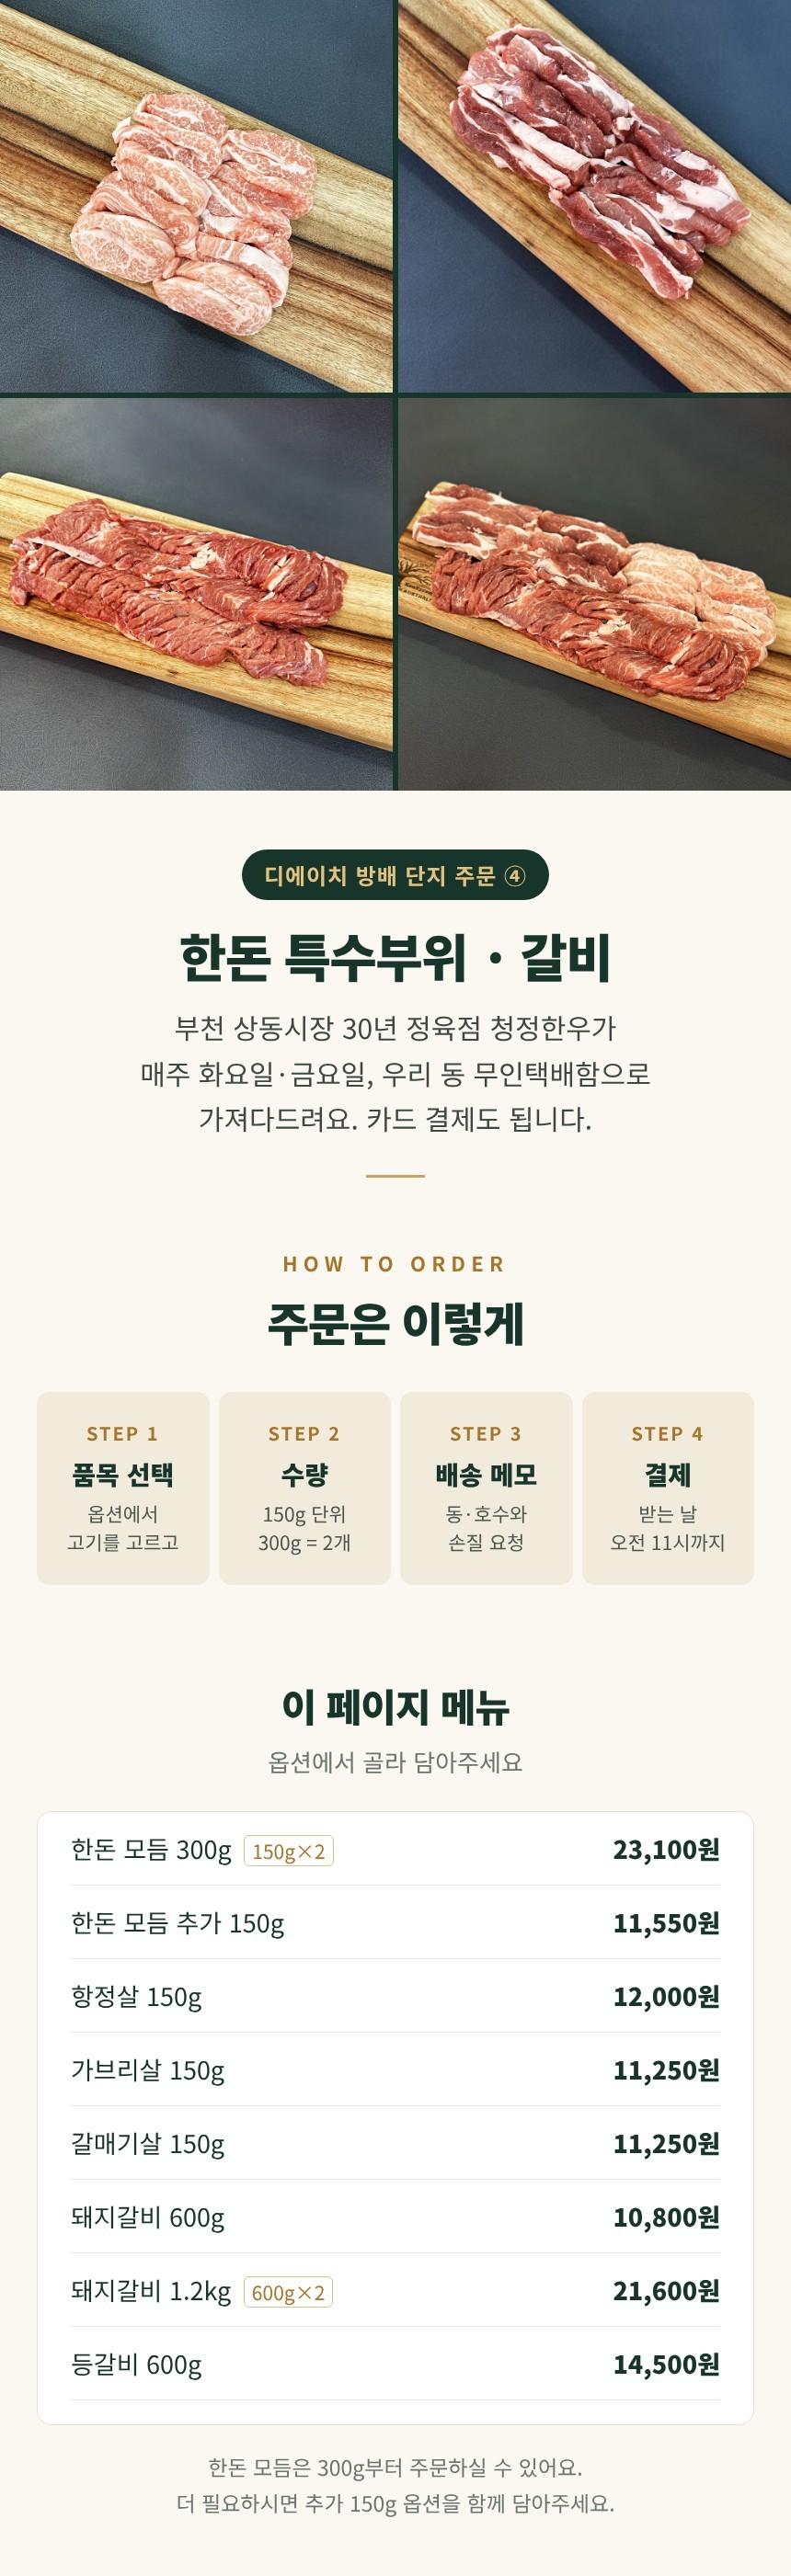 디에이치 방배 단지 주문 ④
한돈 특수부위 · 갈비
부천 상동시장 30년 정육점 청정한우가
매주 화요일·금요일, 우리 동 무인택배함으로
가져다드려요. 카드 결제도 됩니다.
HOW TO ORDER
주문은 이렇게
STEP 1
품목 선택
옵션에서
고기를 고르고
STEP 2
수량
150g 단위
300g = 2개
STEP 3
배송 메모
동·호수와
손질 요청
STEP 4
결제
받는 날
오전 11시까지
이 페이지 메뉴
옵션에서 골라 담아주세요
한돈 모듬 300g 150g×2 23,100원
한돈 모듬 추가 150g 11,550원
항정살 150g 12,000원
가브리살 150g 11,250원
갈매기살 150g 11,250원
돼지갈비 600g 10,800원
돼지갈비 1.2kg 600g×2 21,600원
등갈비 600g 14,500원
한돈 모듬은 300g부터 주문하실 수 있어요.
더 필요하시면 추가 150g 옵션을 함께 담아주세요.